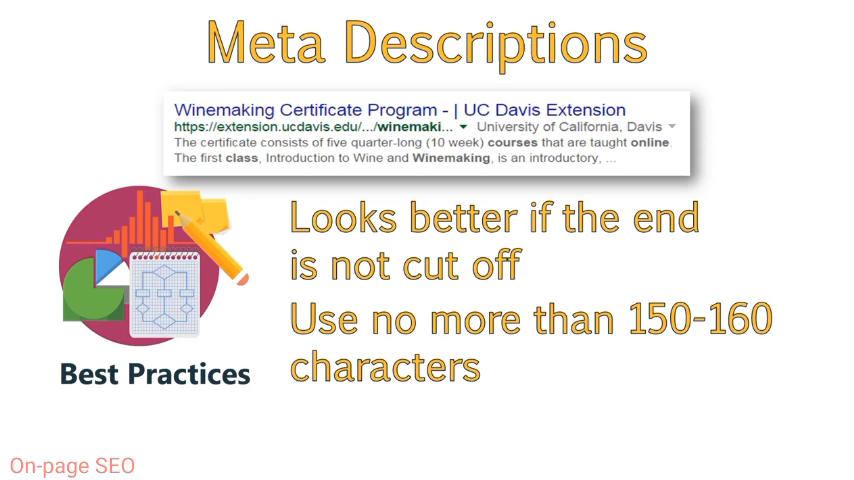 Meta Descriptions
Winemaking Certificate Program - | UC Davis Extension
https://extension.ucdavis.edu/.../winemaki... University of California, Davis
The certificate consists of five quarter-long (10 week) courses that are taught online.
The first class, Introduction to Wine and Winemaking, is an introductory, ...
Looks better if the end
is not cut off
Use no more than 150-160
characters
Best Practices
On-page SEO